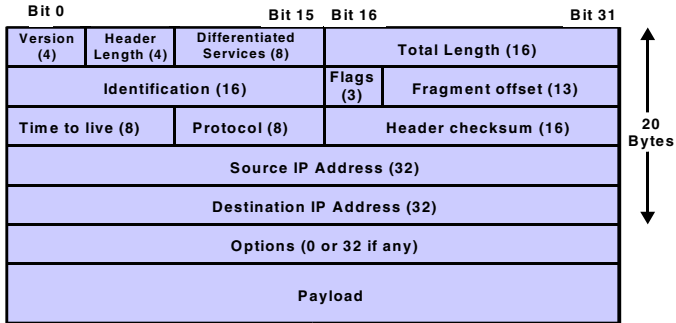 Bit 0 Bit 15 Bit 16 Bit 31
Version
(4)
Header
Length (4)
Differentiated
Services (8)
Total Length (16)
Identification (16)
Flags
(3)
Fragment offset (13)
Time to live (8)
Protocol (8)
Header checksum (16)
20
Bytes
Source IP Address (32)
Destination IP Address (32)
Options (0 or 32 if any)
Payload